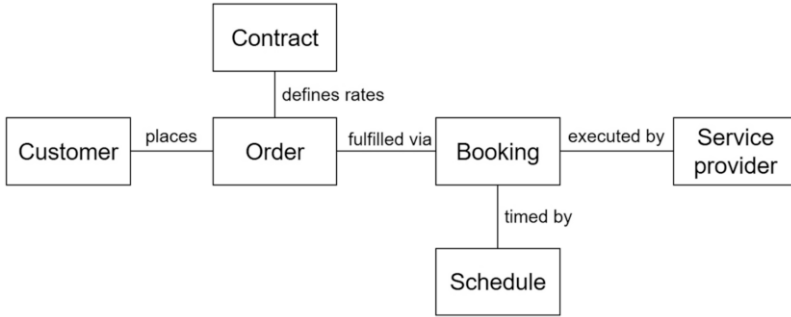 Contract
defines rates
Customer
places
Order
fulfilled via
Booking
executed by
Service
provider
timed by
Schedule